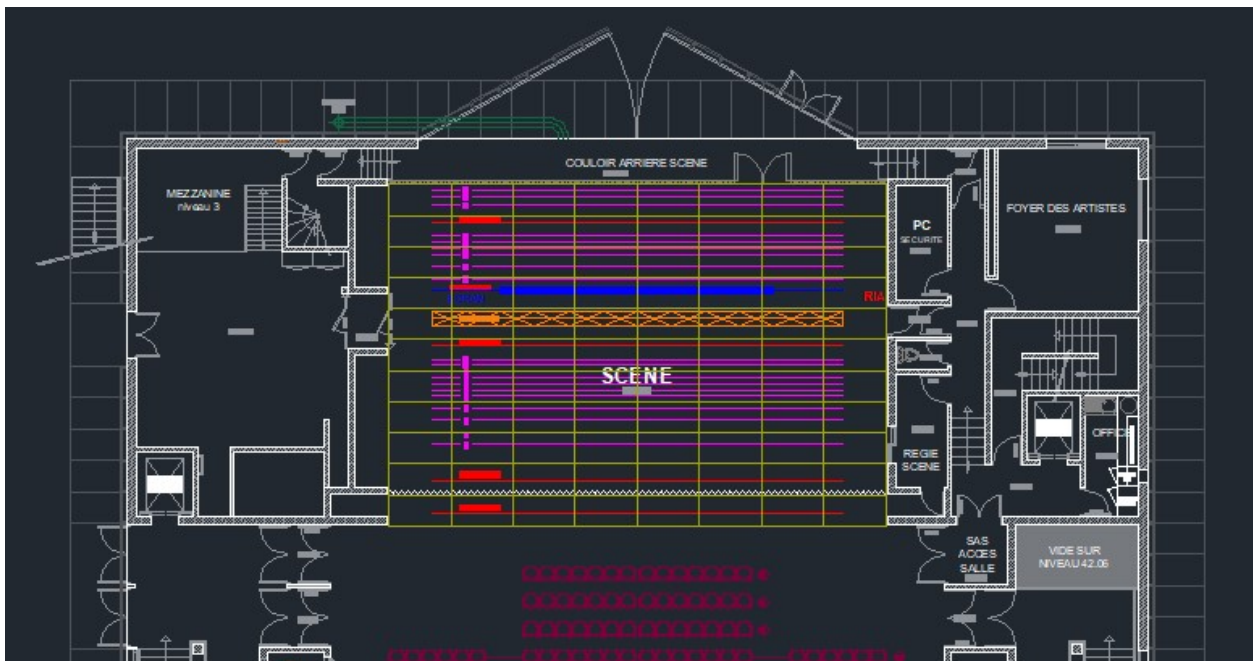 COULOIR ARRIERE SCENE
MEZZANINE
niveau 3
PC
SECURITE
FOYER DES ARTISTES
RIA
SCENE
REGIE
SCENE
OFFICE
SAS
ACCES
SALLE
VIDE SUR
NIVEAU 42.06